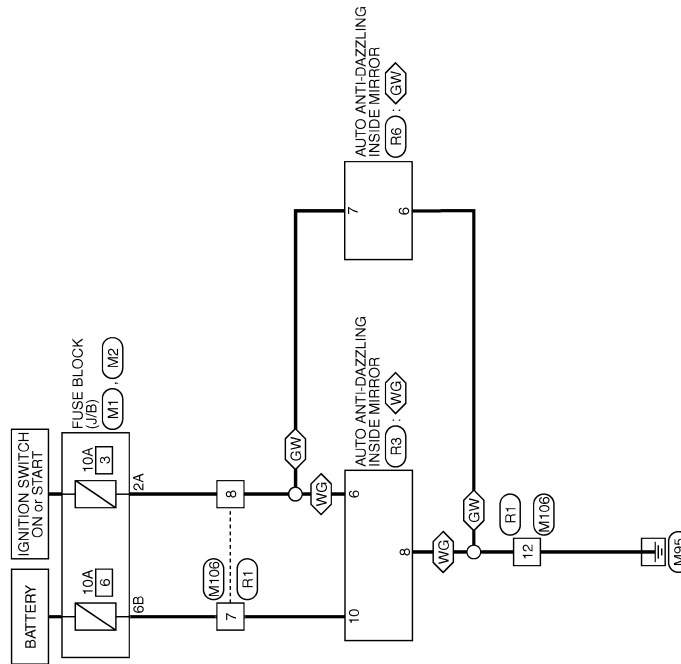 BATTERY
IGNITION SWITCH
ON or START
FUSE BLOCK
(J/B)
M1 , M2
10A
6
10A
3
6B
2A
M106
R1
7
8
GW
WG
AUTO ANTI-DAZZLING
INSIDE MIRROR
R3 : WG
AUTO ANTI-DAZZLING
INSIDE MIRROR
R6 : GW
10
6
7
8
6
WG
GW
R1
M106
12
M95